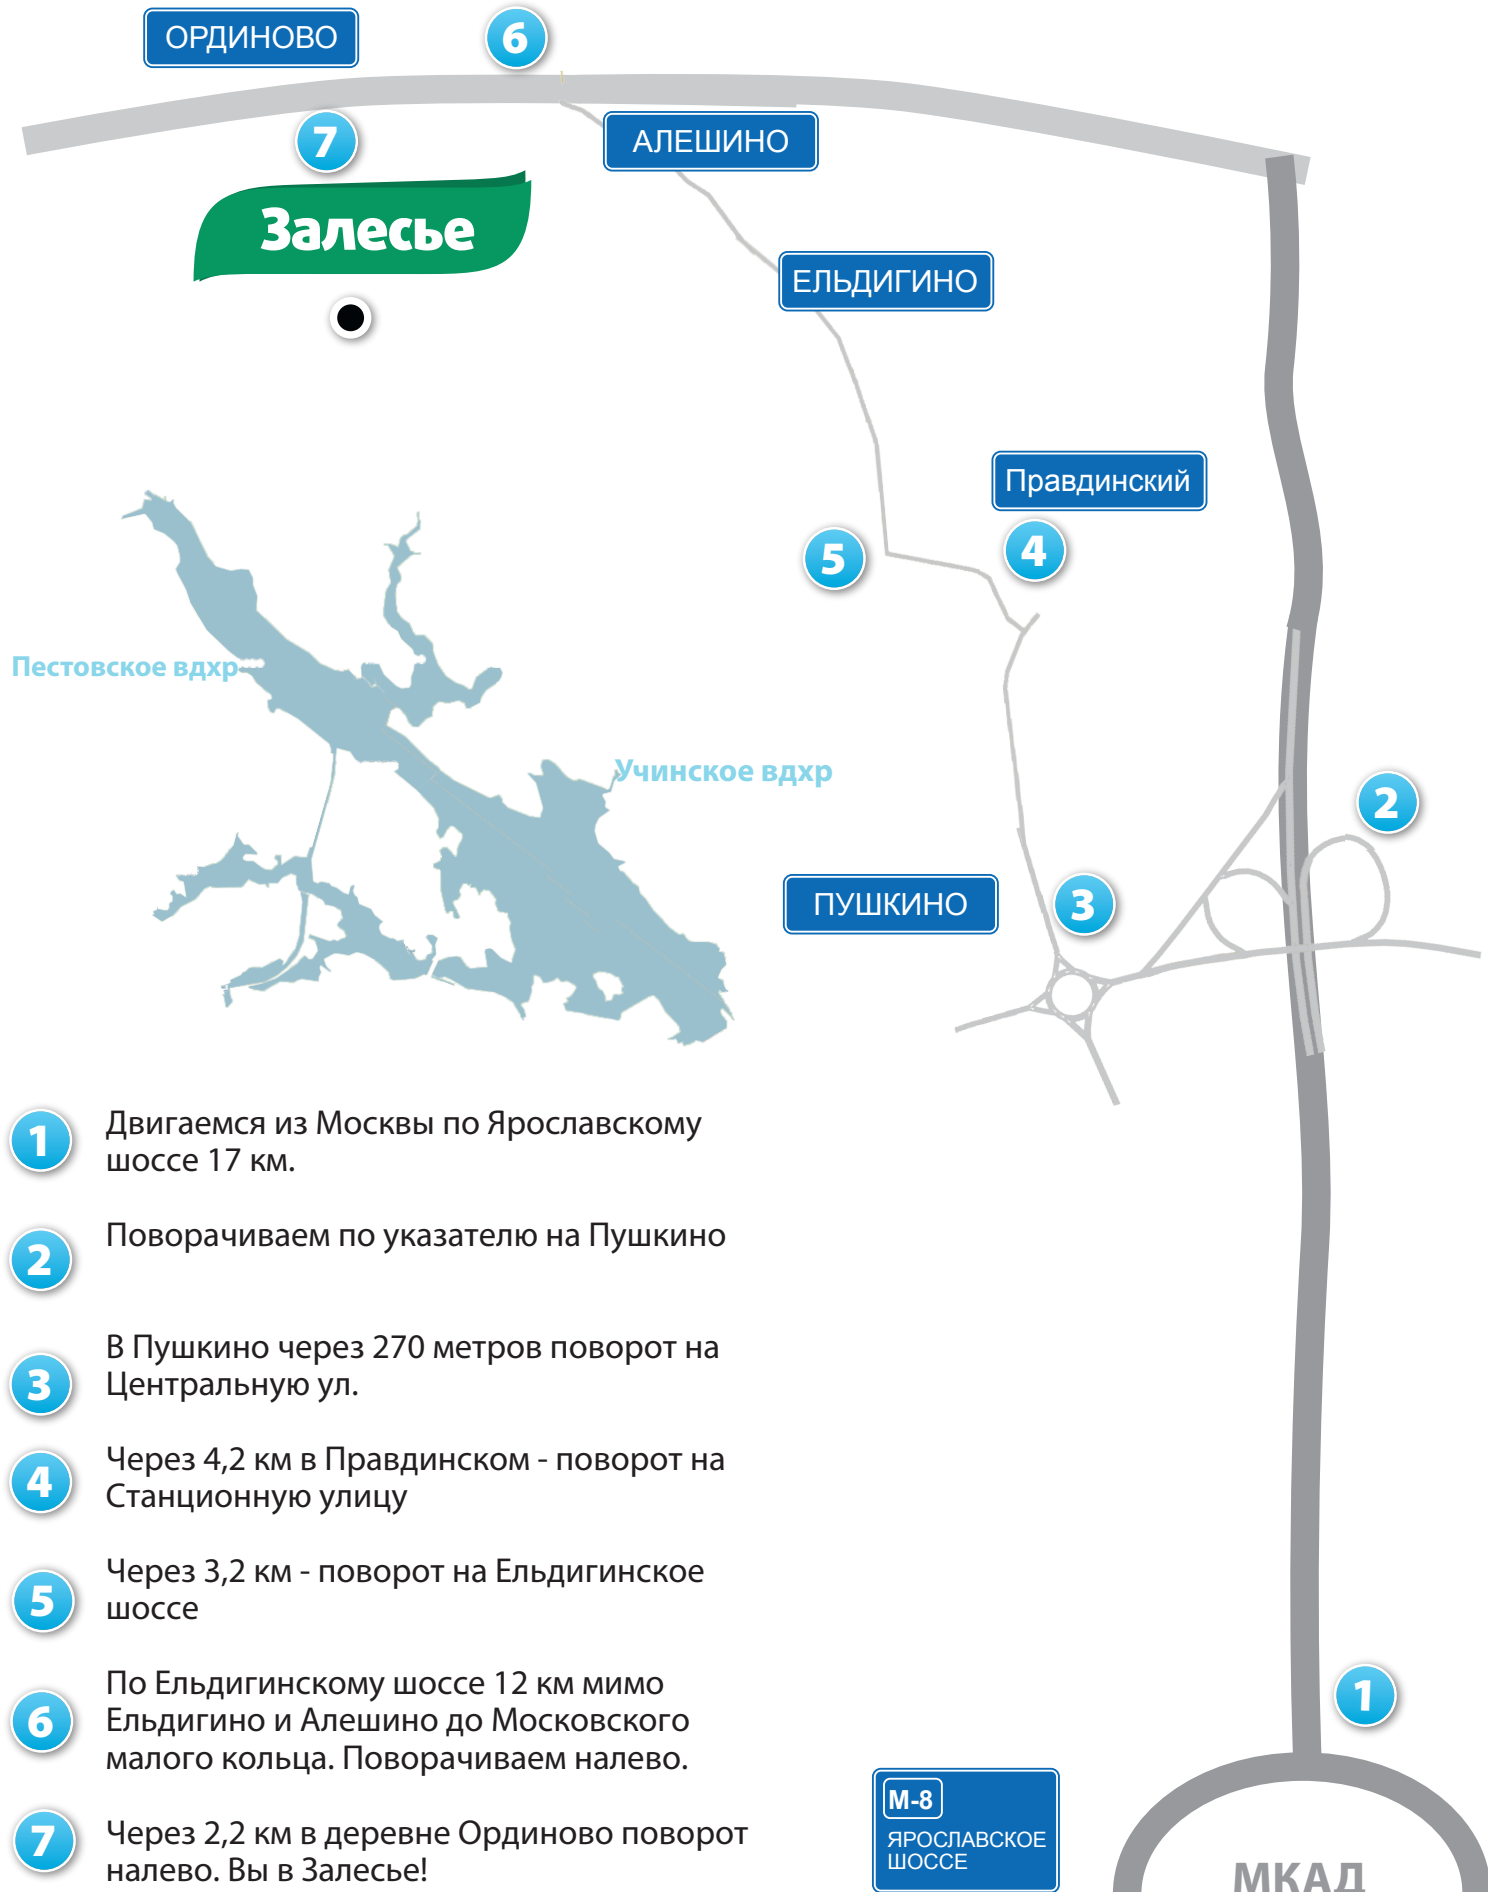 ОРДИНОВО
6
АЛЕШИНО
7
Залесье
ЕЛЬДИГИНО
Правдинский
5
4
Пестовское вдхр
Учинское вдхр
2
ПУШКИНО
3
1
Двигаемся из Москвы по Ярославскому
шоссе 17 км.
2
Поворачиваем по указателю на Пушкино
3
В Пушкино через 270 метров поворот на
Центральную ул.
4
Через 4,2 км в Правдинском - поворот на
Станционную улицу
5
Через 3,2 км - поворот на Ельдигинское
шоссе
6
По Ельдигинскому шоссе 12 км мимо
Ельдигино и Алешино до Московского
малого кольца. Поворачиваем налево.
7
Через 2,2 км в деревне Ординово поворот
налево. Вы в Залесье!
1
М-8
ЯРОСЛАВСКОЕ
ШОССЕ
МКАД